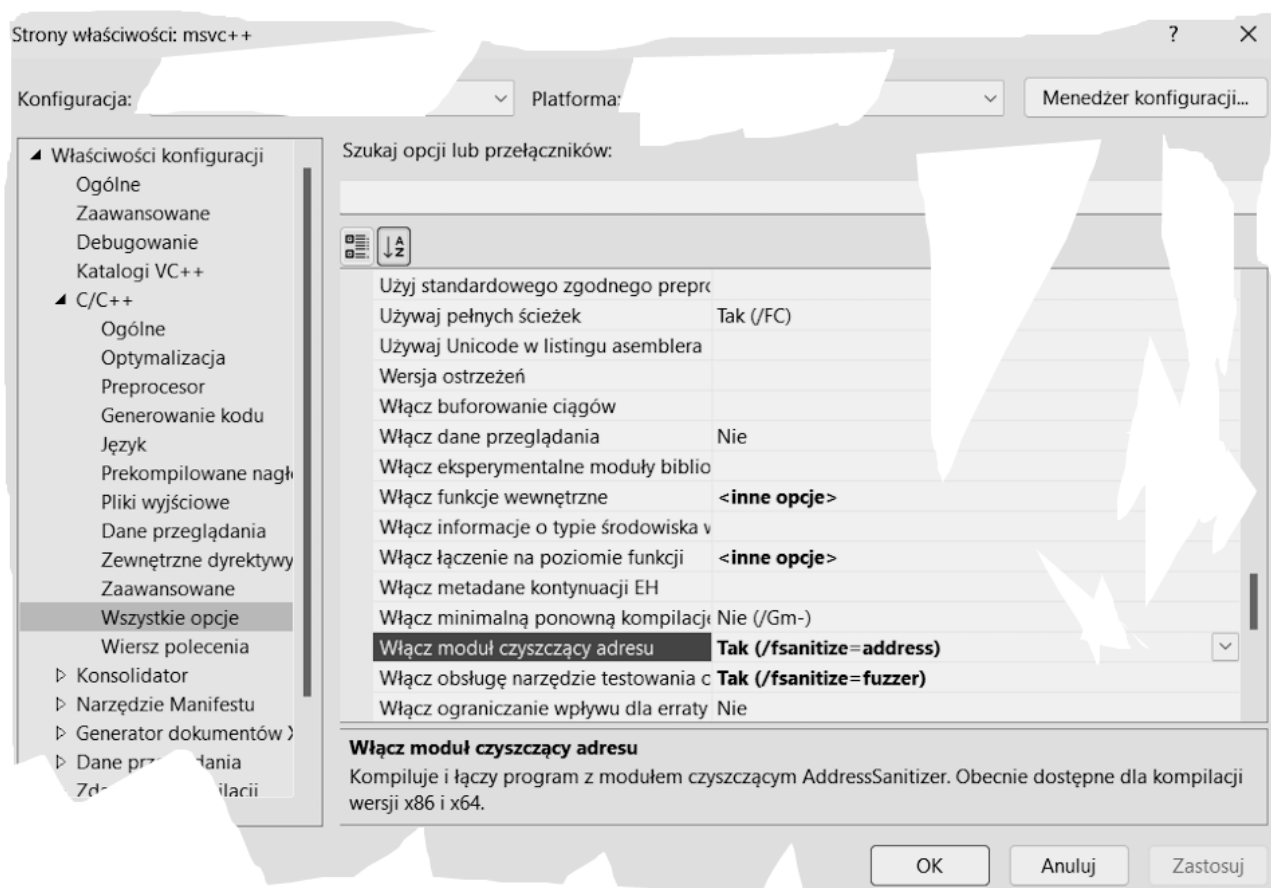 Strony właściwości: msvc++ ?
Konfiguracja: Platforma: Menedżer konfiguracji...
Właściwości konfiguracji
Ogólne
Zaawansowane
Debugowanie
Katalogi VC++
C/C++
Ogólne
Optymalizacja
Preprocesor
Generowanie kodu
Język
Prekompilowane nagłó
Pliki wyjściowe
Dane przeglądania
Zewnętrzne dyrektywy
Zaawansowane
Wszystkie opcje
Wiersz polecenia
Konsolidator
Narzędzie Manifestu
Generator dokumentów X
Dane
Szukaj opcji lub przełączników:
Użyj standardowego zgodnego prepro
Używaj pełnych ścieżek Tak (/FC)
Używaj Unicode w listingu asemblera
Wersja ostrzeżeń
Włącz buforowanie ciągów
Włącz dane przeglądania Nie
Włącz eksperymentalne moduły biblio
Włącz funkcje wewnętrzne <inne opcje>
Włącz informacje o typie środowiska w
Włącz łączenie na poziomie funkcji <inne opcje>
Włącz metadane kontynuacji EH
Włącz minimalną ponowną kompilację Nie (/Gm-)
Włącz moduł czyszczący adresu Tak (/fsanitize=address)
Włącz obsługę narzędzie testowania o Tak (/fsanitize=fuzzer)
Włącz ograniczanie wpływu dla erraty Nie
Włącz moduł czyszczący adresu
Kompiluje i łączy program z modułem czyszczącym AddressSanitizer. Obecnie dostępne dla kompilacji
wersji x86 i x64.
OK Anuluj Zastosuj